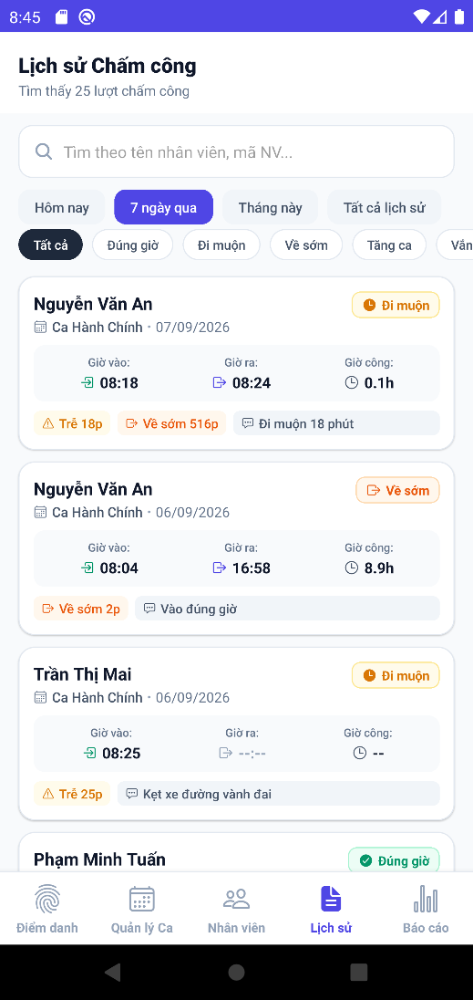 8:45
Lịch sử Chấm công
Tìm thấy 25 lượt chấm công
Tìm theo tên nhân viên, mã NV...
Hôm nay 7 ngày qua Tháng này Tất cả lịch sử
Tất cả Đúng giờ Đi muộn Về sớm Tăng ca Vắn
Nguyễn Văn An Đi muộn
Ca Hành Chính • 07/09/2026
Giờ vào: Giờ ra: Giờ công:
08:18 08:24 0.1h
Trễ 18p Về sớm 516p Đi muộn 18 phút
Nguyễn Văn An Về sớm
Ca Hành Chính • 06/09/2026
Giờ vào: Giờ ra: Giờ công:
08:04 16:58 8.9h
Về sớm 2p Vào đúng giờ
Trần Thị Mai Đi muộn
Ca Hành Chính • 06/09/2026
Giờ vào: Giờ ra: Giờ công:
08:25 --:-- --
Trễ 25p Kẹt xe đường vành đai
Phạm Minh Tuấn Đúng giờ
Điểm danh Quản lý Ca Nhân viên Lịch sử Báo cáo